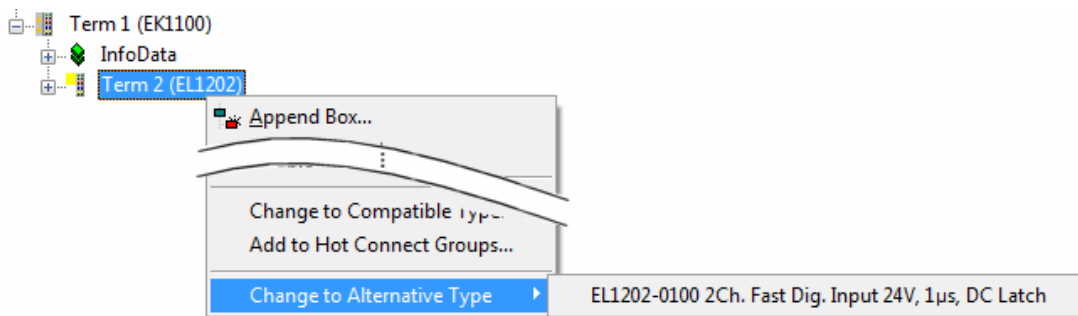 Term 1 (EK1100)
InfoData
Term 2 (EL1202)
Append Box...
Change to Compatible
Add to Hot Connect Groups...
Change to Alternative Type
EL1202-0100 2Ch. Fast Dig. Input 24V, 1µs, DC Latch